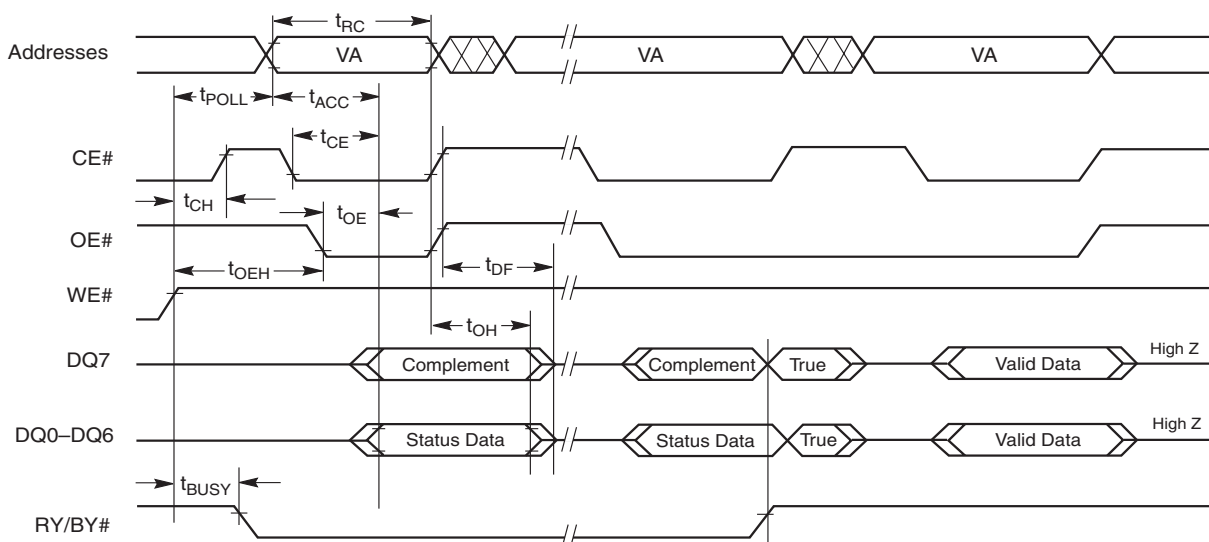 tRC
Addresses VA VA VA
tPOLL tACC
tCE
CE#
tCH
tOE
OE#
tOEH tDF
WE#
tOH
DQ7 Complement Complement True Valid Data High Z
DQ0–DQ6 Status Data Status Data True Valid Data High Z
tBUSY
RY/BY#